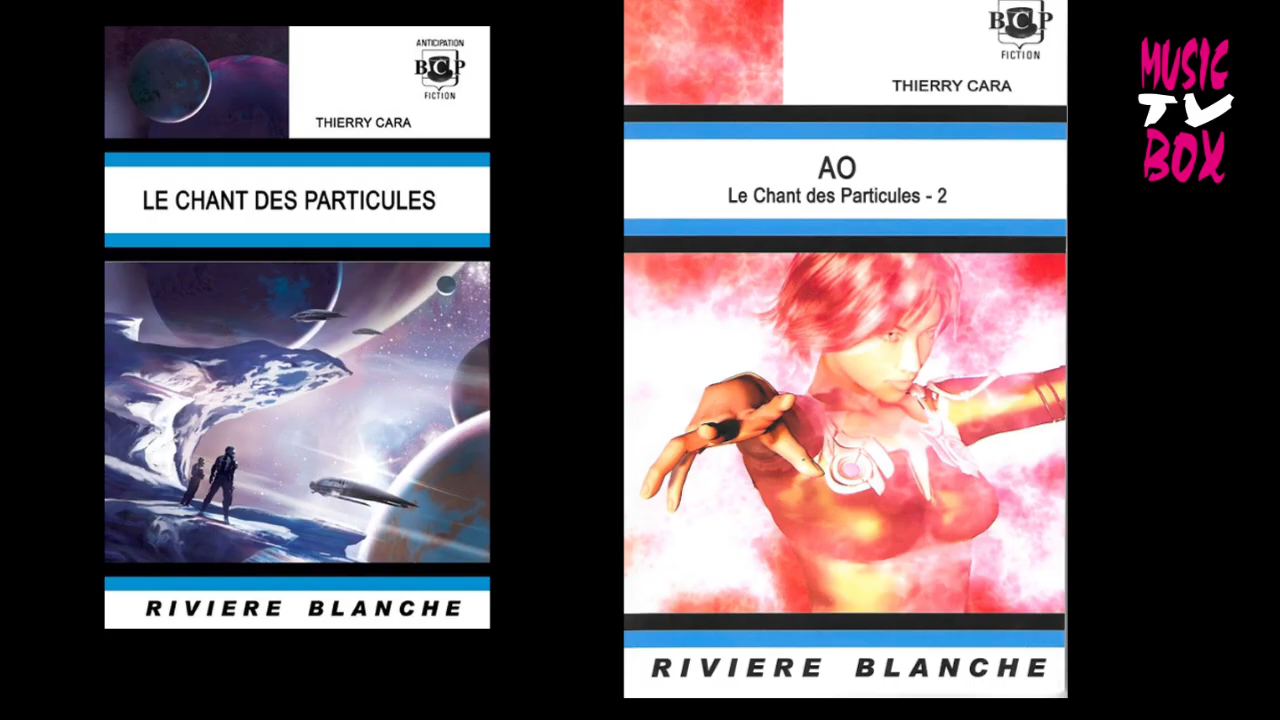 ANTICIPATION
BCP
FICTION
THIERRY CARA
LE CHANT DES PARTICULES
RIVIERE BLANCHE
BCP
FICTION
THIERRY CARA
AO
Le Chant des Particules - 2
RIVIERE BLANCHE
MUSIC
TV
BOX